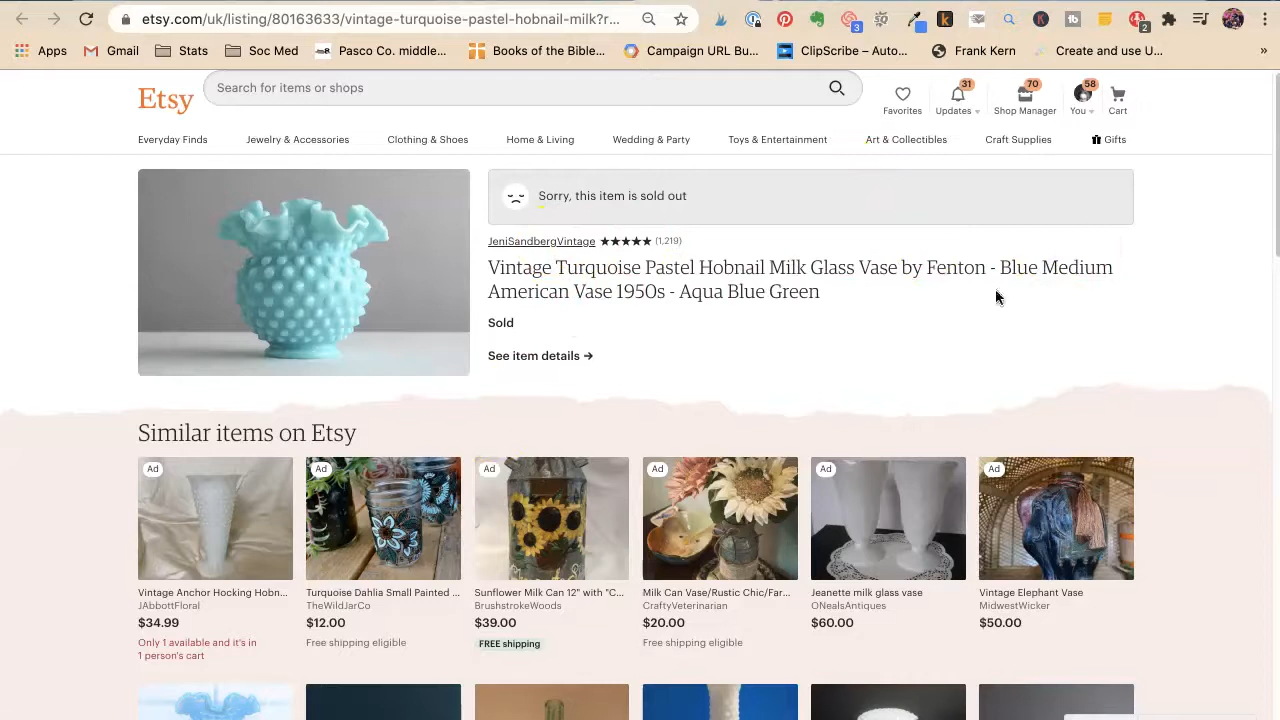 etsy.com/uk/listing/80163633/vintage-turquoise-pastel-hobnail-milk?r...
3
2
Apps
Gmail
Stats
Soc Med
Pasco Co. middle...
Books of the Bible...
Campaign URL Bu...
ClipScribe – Auto...
Frank Kern
Create and use U...
»
Etsy
Search for items or shops
Favorites
31
Updates
70
Shop Manager
58
You
Cart
Everyday Finds
Jewelry & Accessories
Clothing & Shoes
Home & Living
Wedding & Party
Toys & Entertainment
Art & Collectibles
Craft Supplies
Gifts
Sorry, this item is sold out
JeniSandbergVintage ★★★★★ (1,219)
Vintage Turquoise Pastel Hobnail Milk Glass Vase by Fenton - Blue Medium
American Vase 1950s - Aqua Blue Green
Sold
See item details →
Similar items on Etsy
Ad
Ad
Ad
Ad
Ad
Ad
Vintage Anchor Hocking Hobn...
JAbbottFloral
$34.99
Only 1 available and it's in
1 person's cart
Turquoise Dahlia Small Painted ...
TheWildJarCo
$12.00
Free shipping eligible
Sunflower Milk Can 12" with "C...
BrushstrokeWoods
$39.00
FREE shipping
Milk Can Vase/Rustic Chic/Far...
CraftyVeterinarian
$20.00
Free shipping eligible
Jeanette milk glass vase
ONealsAntiques
$60.00
Vintage Elephant Vase
MidwestWicker
$50.00